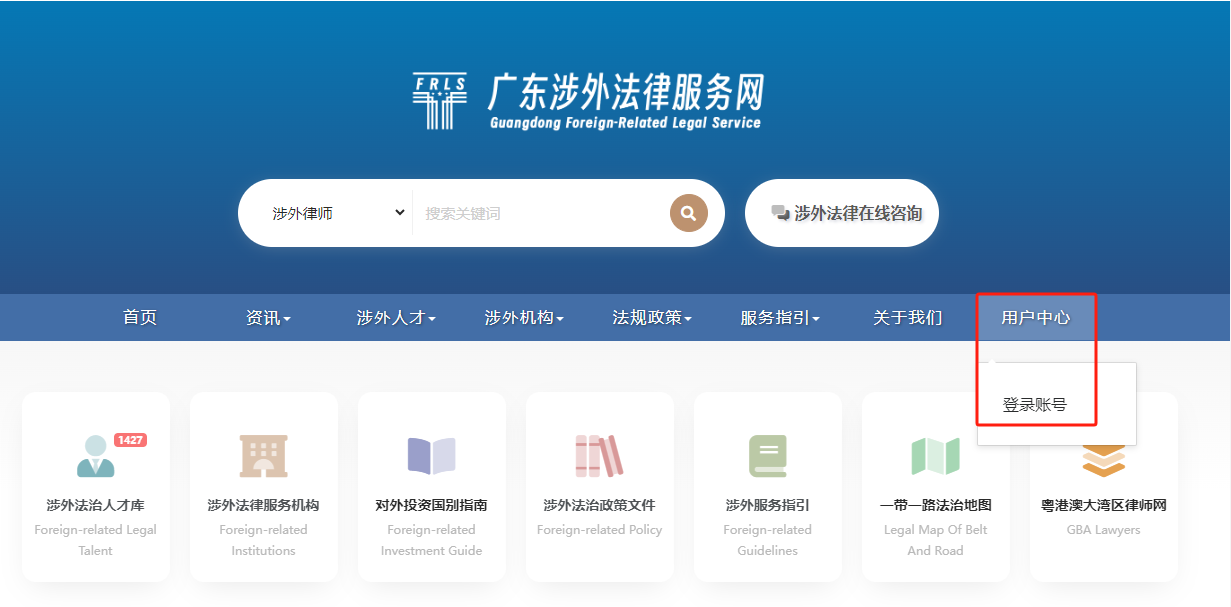 FRLS
广东涉外法律服务网
Guangdong Foreign-Related Legal Service
涉外律师
搜索关键词
涉外法律在线咨询
首页
资讯
涉外人才
涉外机构
法规政策
服务指引
关于我们
用户中心
登录账号
1427
涉外法治人才库
Foreign-related Legal
Talent
涉外法律服务机构
Foreign-related
Institutions
对外投资国别指南
Foreign-related
Investment Guide
涉外法治政策文件
Foreign-related Policy
涉外服务指引
Foreign-related
Guidelines
一带一路法治地图
Legal Map Of Belt
And Road
粤港澳大湾区律师网
GBA Lawyers